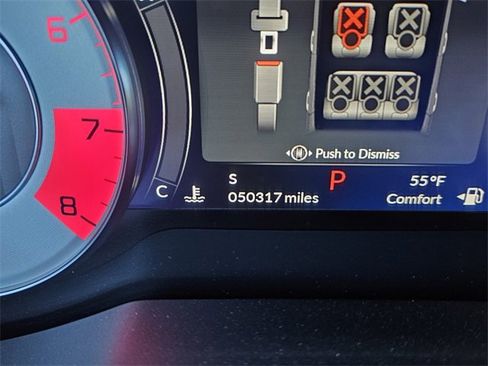 6
7
8
C
Push to Dismiss
S
P
55°F
050317 miles
Comfort